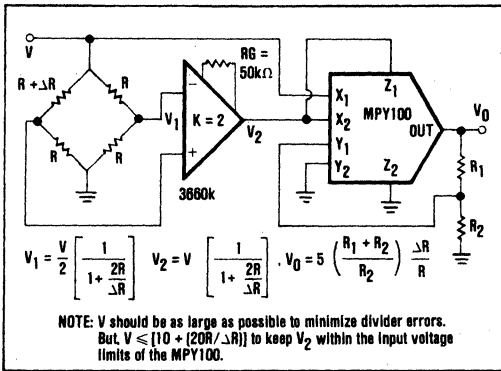 V
R + ΔR
R
R
R
V1
−
+
K = 2
3660k
RG =
50kΩ
V2
X1
X2
Y1
Y2
Z1
MPY100
OUT
Z2
VO
R1
R2
V1 = V/2 [ 1 / (1 + 2R/ΔR) ] V2 = V [ 1 / (1 + 2R/ΔR) ] . VO = 5 ( (R1 + R2) / R2 ) ΔR/R
NOTE: V should be as large as possible to minimize divider errors.
But, V ≤ [10 + (20R/ΔR)] to keep V2 within the input voltage
limits of the MPY100.